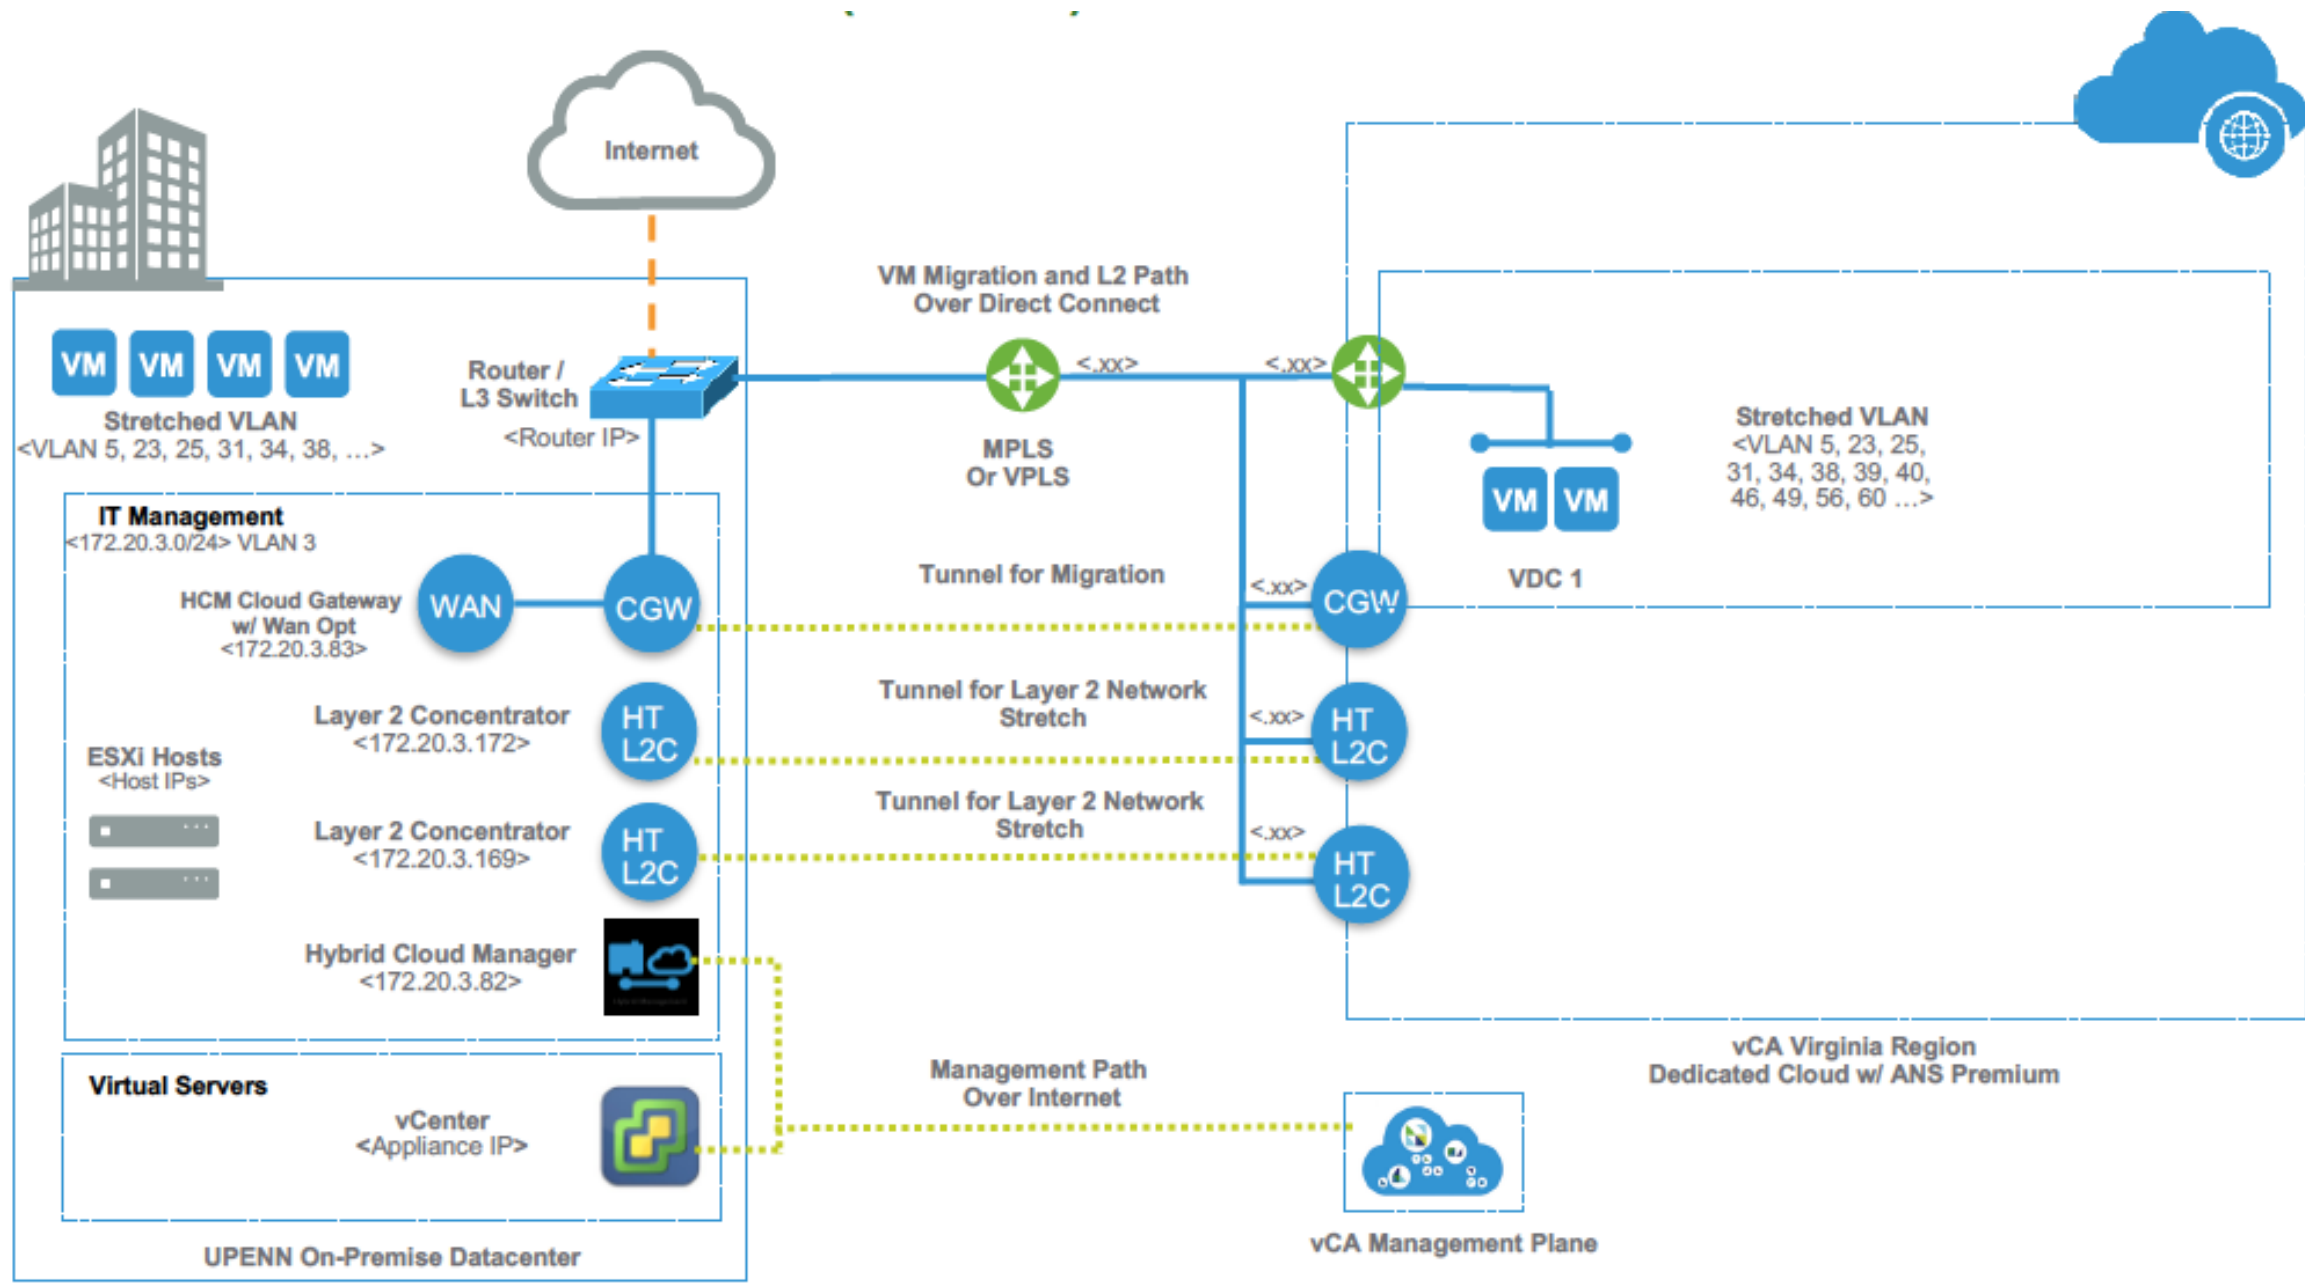 Internet
VM Migration and L2 Path
Over Direct Connect
VM VM VM VM
Stretched VLAN
<VLAN 5, 23, 25, 31, 34, 38, ...>
Router /
L3 Switch
<Router IP>
<.xx>
<.xx>
MPLS
Or VPLS
Stretched VLAN
<VLAN 5, 23, 25,
31, 34, 38, 39, 40,
46, 49, 56, 60 ...>
VM VM
VDC 1
IT Management
<172.20.3.0/24> VLAN 3
HCM Cloud Gateway
w/ Wan Opt
<172.20.3.83>
WAN
CGW
Tunnel for Migration
<.xx>
CGW
Layer 2 Concentrator
<172.20.3.172>
HT
L2C
Tunnel for Layer 2 Network
Stretch
<.xx>
HT
L2C
ESXi Hosts
<Host IPs>
Layer 2 Concentrator
<172.20.3.169>
HT
L2C
Tunnel for Layer 2 Network
Stretch
<.xx>
HT
L2C
Hybrid Cloud Manager
<172.20.3.82>
vCA Virginia Region
Dedicated Cloud w/ ANS Premium
Virtual Servers
vCenter
<Appliance IP>
Management Path
Over Internet
vCA Management Plane
UPENN On-Premise Datacenter